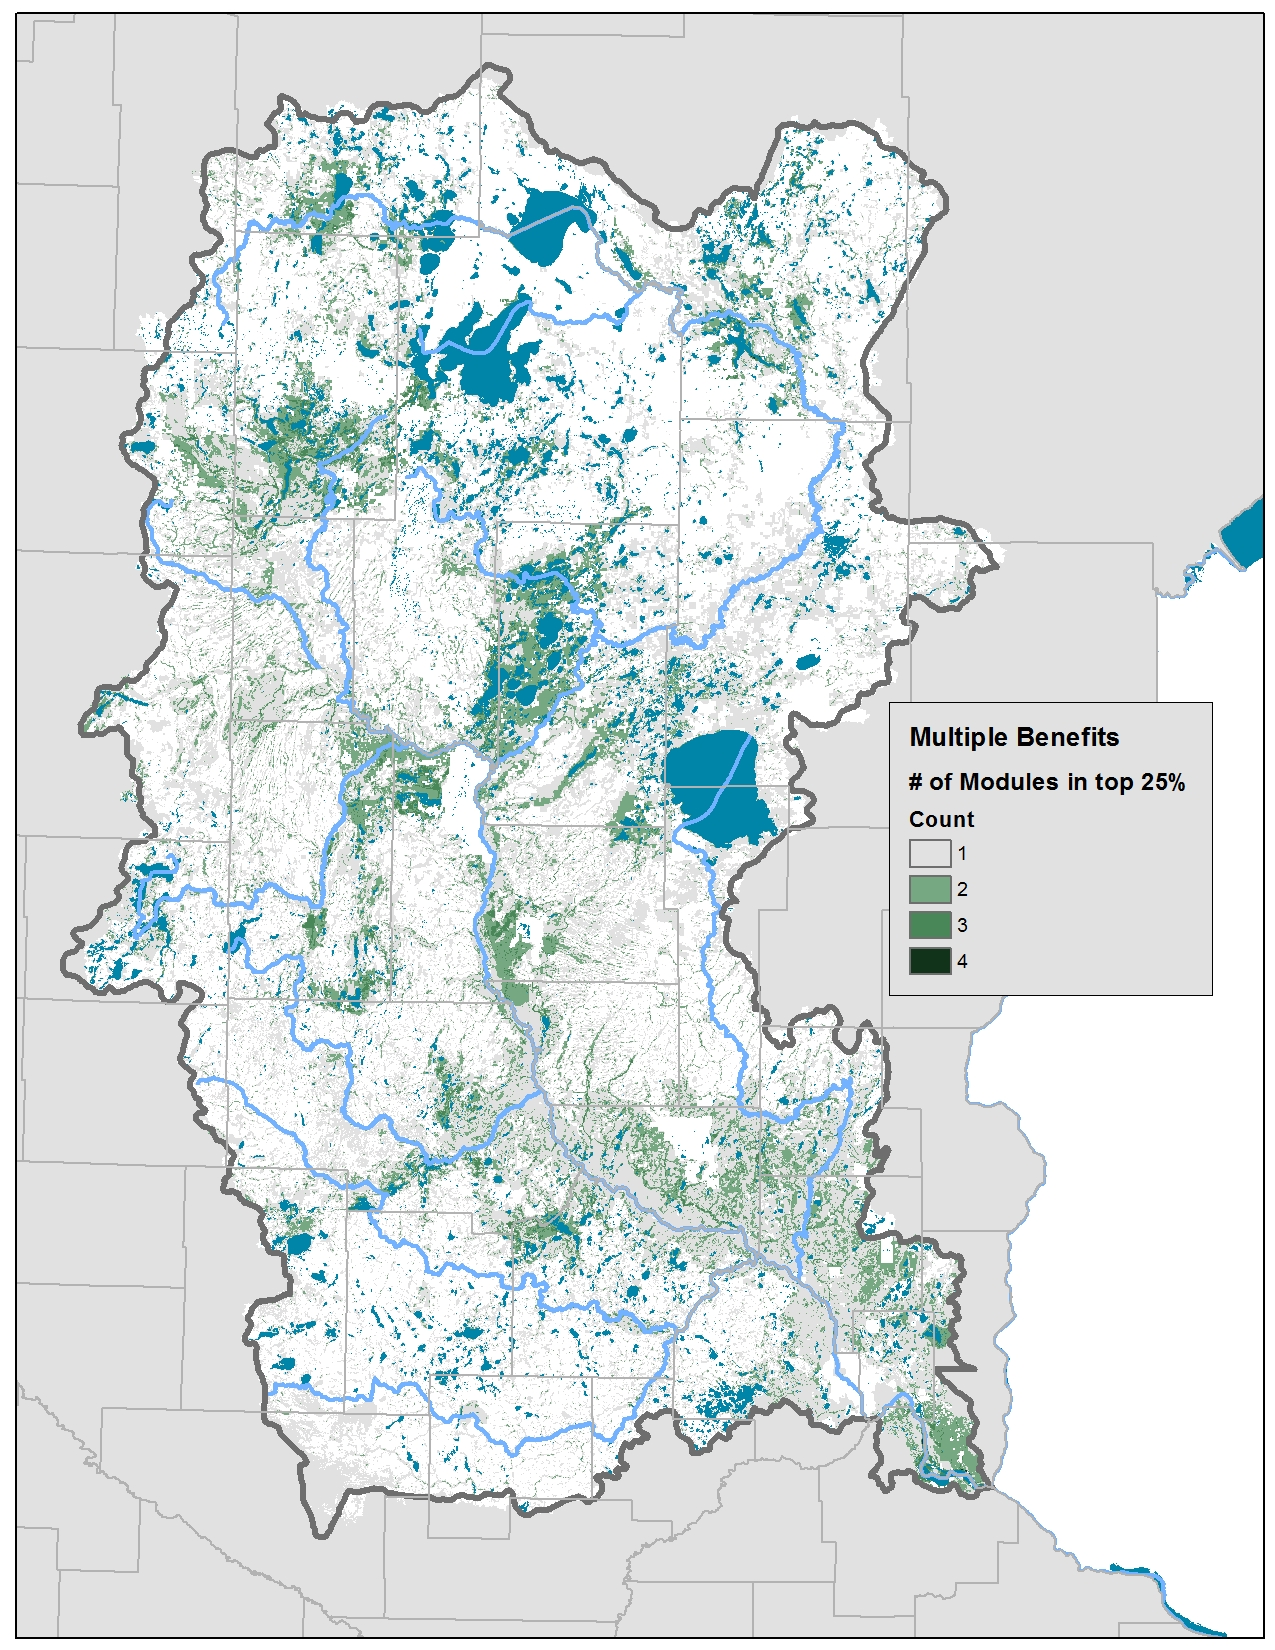 Multiple Benefits
# of Modules in top 25%
Count
1
2
3
4